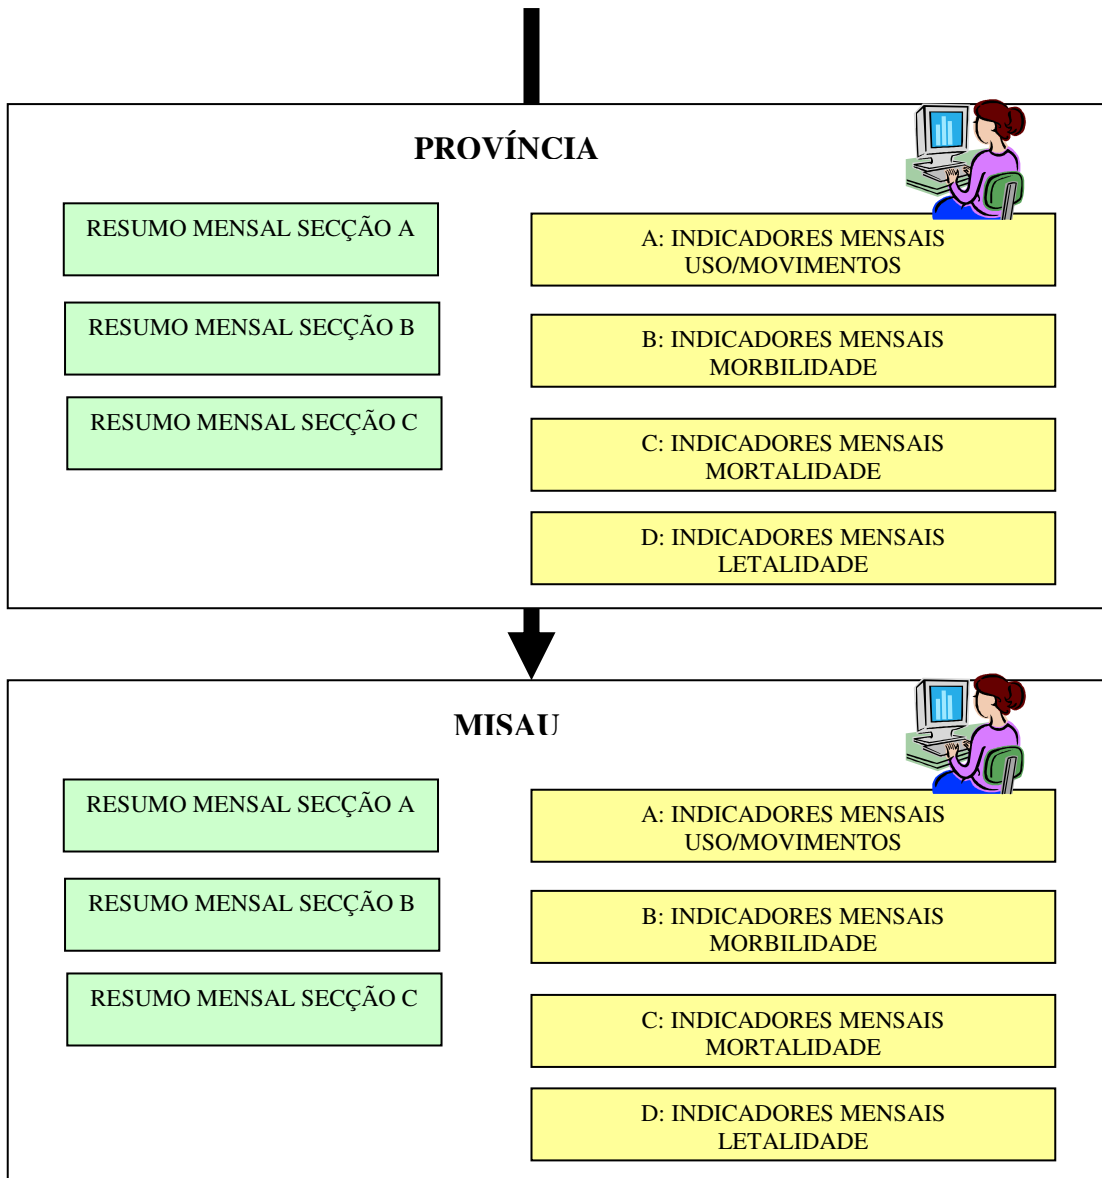 PROVÍNCIA
RESUMO MENSAL SECÇÃO A
RESUMO MENSAL SECÇÃO B
RESUMO MENSAL SECÇÃO C
A: INDICADORES MENSAIS
USO/MOVIMENTOS
B: INDICADORES MENSAIS
MORBILIDADE
C: INDICADORES MENSAIS
MORTALIDADE
D: INDICADORES MENSAIS
LETALIDADE
MISAU
RESUMO MENSAL SECÇÃO A
RESUMO MENSAL SECÇÃO B
RESUMO MENSAL SECÇÃO C
A: INDICADORES MENSAIS
USO/MOVIMENTOS
B: INDICADORES MENSAIS
MORBILIDADE
C: INDICADORES MENSAIS
MORTALIDADE
D: INDICADORES MENSAIS
LETALIDADE